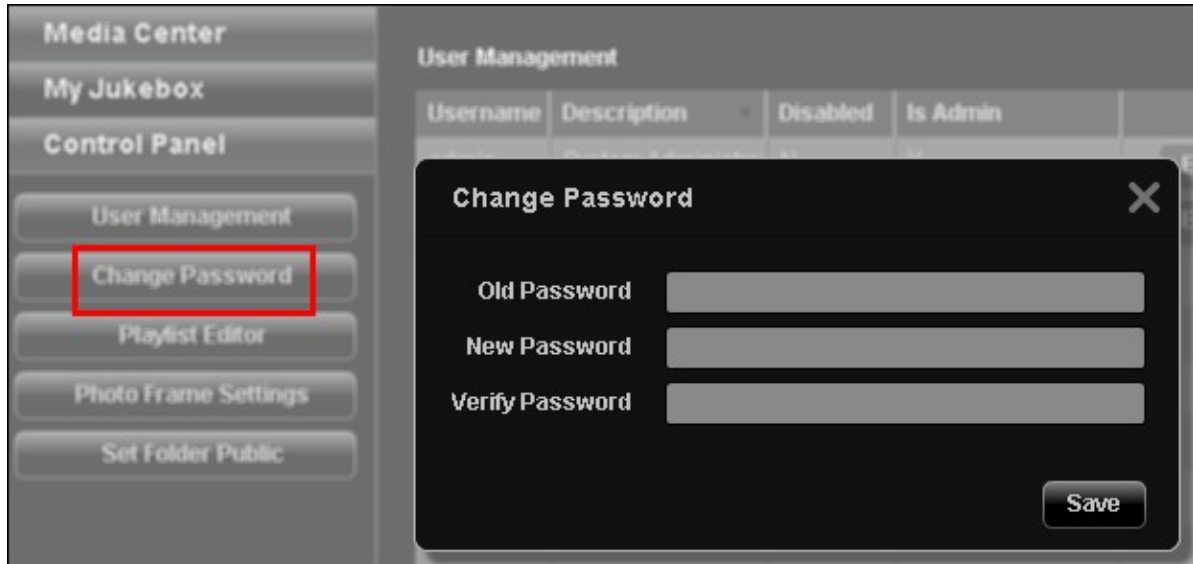 Media Center
My Jukebox
Control Panel
User Management
Change Password
Playlist Editor
Photo Frame Settings
Set Folder Public
User Management
Username Description Disabled Is Admin
Change Password
Old Password
New Password
Verify Password
Save